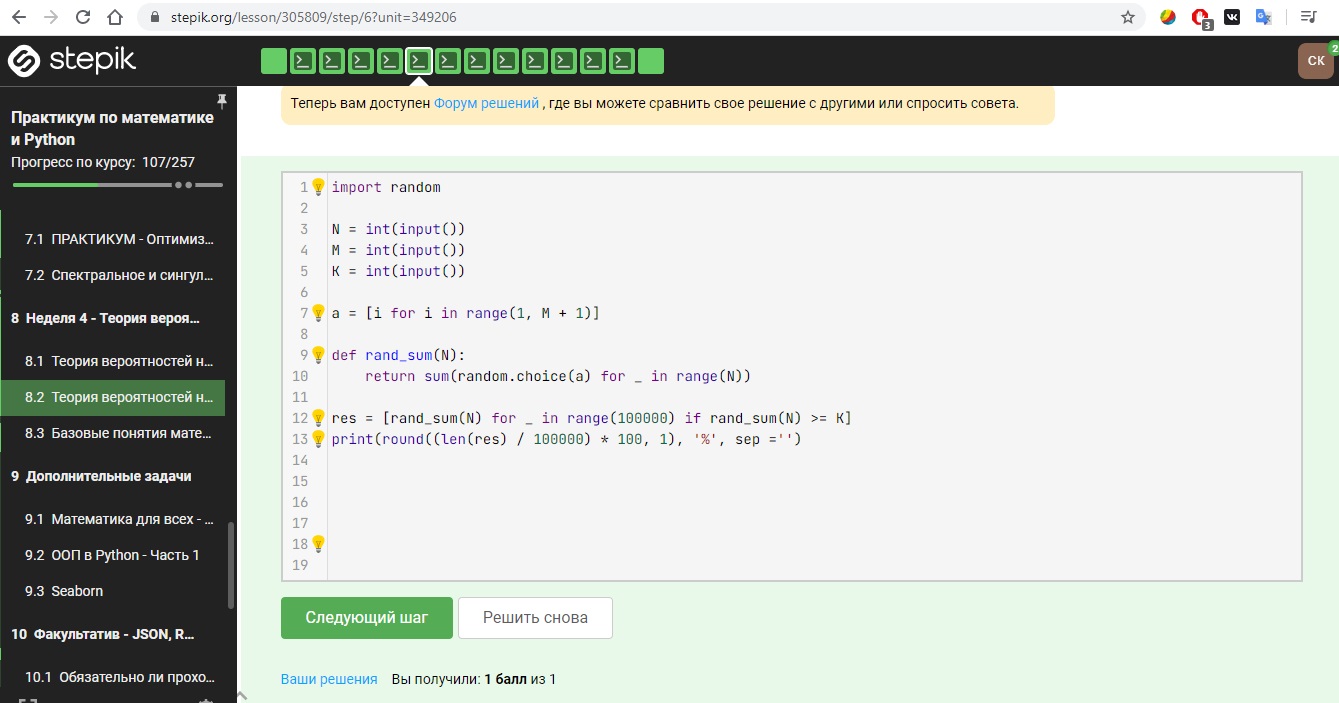 stepik.org/lesson/305809/step/6?unit=349206
3
stepik
СК
2
Практикум по математике
и Python
Прогресс по курсу: 107/257
7.1 ПРАКТИКУМ - Оптимиз...
7.2 Спектральное и сингул...
8 Неделя 4 - Теория вероя...
8.1 Теория вероятностей н...
8.2 Теория вероятностей н...
8.3 Базовые понятия мате...
9 Дополнительные задачи
9.1 Математика для всех - ...
9.2 ООП в Python - Часть 1
9.3 Seaborn
10 Факультатив - JSON, R...
10.1 Обязательно ли прохо...
Теперь вам доступен Форум решений , где вы можете сравнить свое решение с другими или спросить совета.
1 import random
2
3 N = int(input())
4 M = int(input())
5 K = int(input())
6
7 a = [i for i in range(1, M + 1)]
8
9 def rand_sum(N):
10     return sum(random.choice(a) for _ in range(N))
11
12 res = [rand_sum(N) for _ in range(100000) if rand_sum(N) >= K]
13 print(round((len(res) / 100000) * 100, 1), '%', sep ='')
14
15
16
17
18
19
Следующий шаг
Решить снова
Ваши решения Вы получили: 1 балл из 1